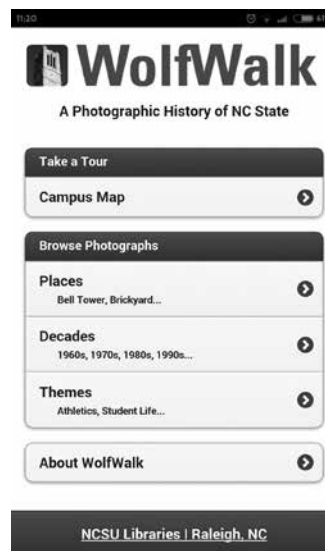 11:20
WolfWalk
A Photographic History of NC State
Take a Tour
Campus Map
Browse Photographs
Places
Bell Tower, Brickyard...
Decades
1960s, 1970s, 1980s, 1990s...
Themes
Athletics, Student Life...
About WolfWalk
NCSU Libraries | Raleigh, NC